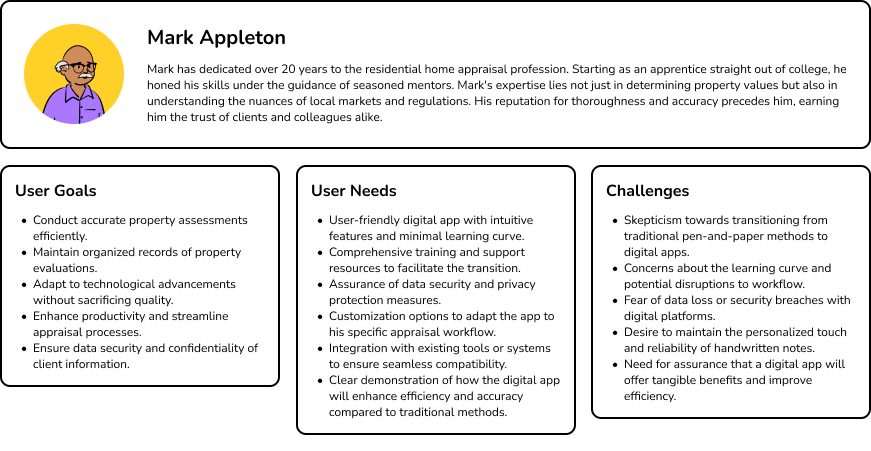 Mark Appleton
Mark has dedicated over 20 years to the residential home appraisal profession. Starting as an apprentice straight out of college, he
honed his skills under the guidance of seasoned mentors. Mark's expertise lies not just in determining property values but also in
understanding the nuances of local markets and regulations. His reputation for thoroughness and accuracy precedes him, earning
him the trust of clients and colleagues alike.
User Goals
• Conduct accurate property assessments
efficiently.
• Maintain organized records of property
evaluations.
• Adapt to technological advancements
without sacrificing quality.
• Enhance productivity and streamline
appraisal processes.
• Ensure data security and confidentiality of
client information.
User Needs
• User-friendly digital app with intuitive
features and minimal learning curve.
• Comprehensive training and support
resources to facilitate the transition.
• Assurance of data security and privacy
protection measures.
• Customization options to adapt the app to
his specific appraisal workflow.
• Integration with existing tools or systems
to ensure seamless compatibility.
• Clear demonstration of how the digital app
will enhance efficiency and accuracy
compared to traditional methods.
Challenges
• Skepticism towards transitioning from
traditional pen-and-paper methods to
digital apps.
• Concerns about the learning curve and
potential disruptions to workflow.
• Fear of data loss or security breaches with
digital platforms.
• Desire to maintain the personalized touch
and reliability of handwritten notes.
• Need for assurance that a digital app will
offer tangible benefits and improve
efficiency.